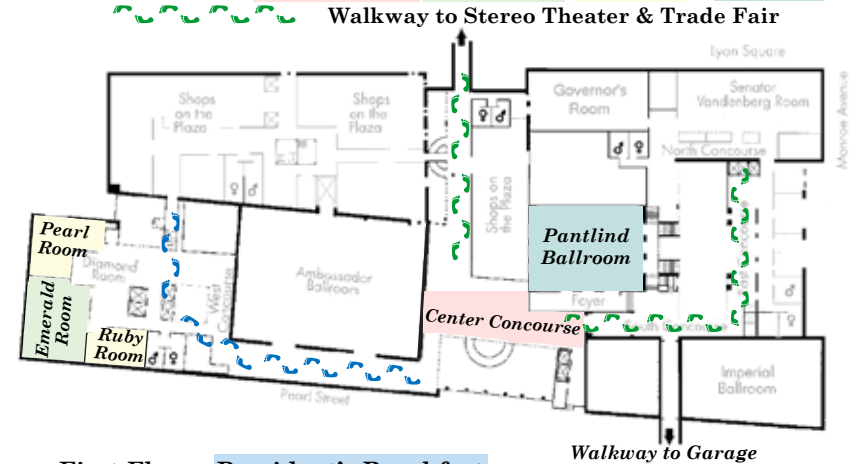 Walkway to Stereo Theater & Trade Fair
Lyon Square
Governor's
Room
Senator
Vandenberg Room
Monroe Avenue
Shops
on the
Plaza
Shops
on the
Plaza
North Concourse
Shops on
the Plaza
Pantlind
Ballroom
Pearl
Room
Diamond
Room
Emerald
Room
Ruby
Room
West
Concourse
Ambassador
Ballroom
East Concourse
Foyer
Center Concourse
South Concourse
Imperial
Ballroom
Pearl Street
Walkway to Garage